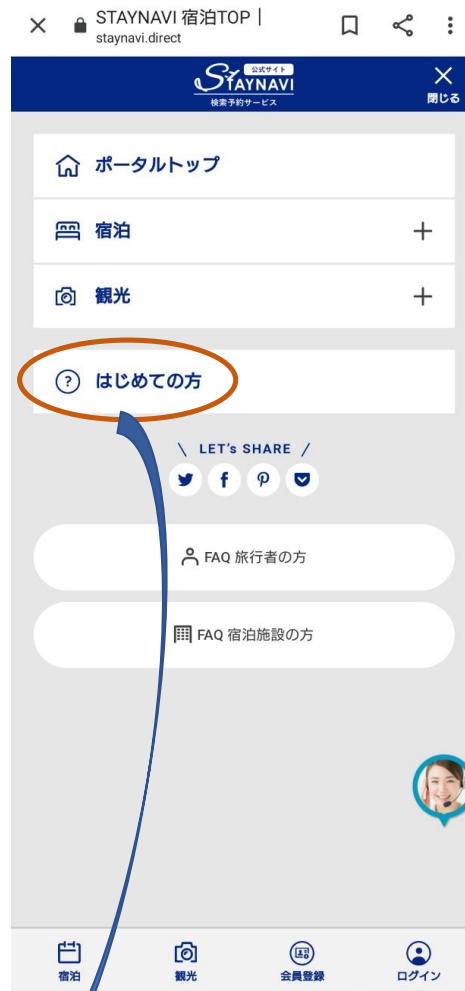 STAYNAVI 宿泊TOP |
staynavi.direct
公式サイト
STAYNAVI
検索予約サービス
閉じる
ポータルトップ
宿泊
観光
はじめての方
\ LET's SHARE /
FAQ 旅行者の方
FAQ 宿泊施設の方
宿泊
観光
会員登録
ログイン